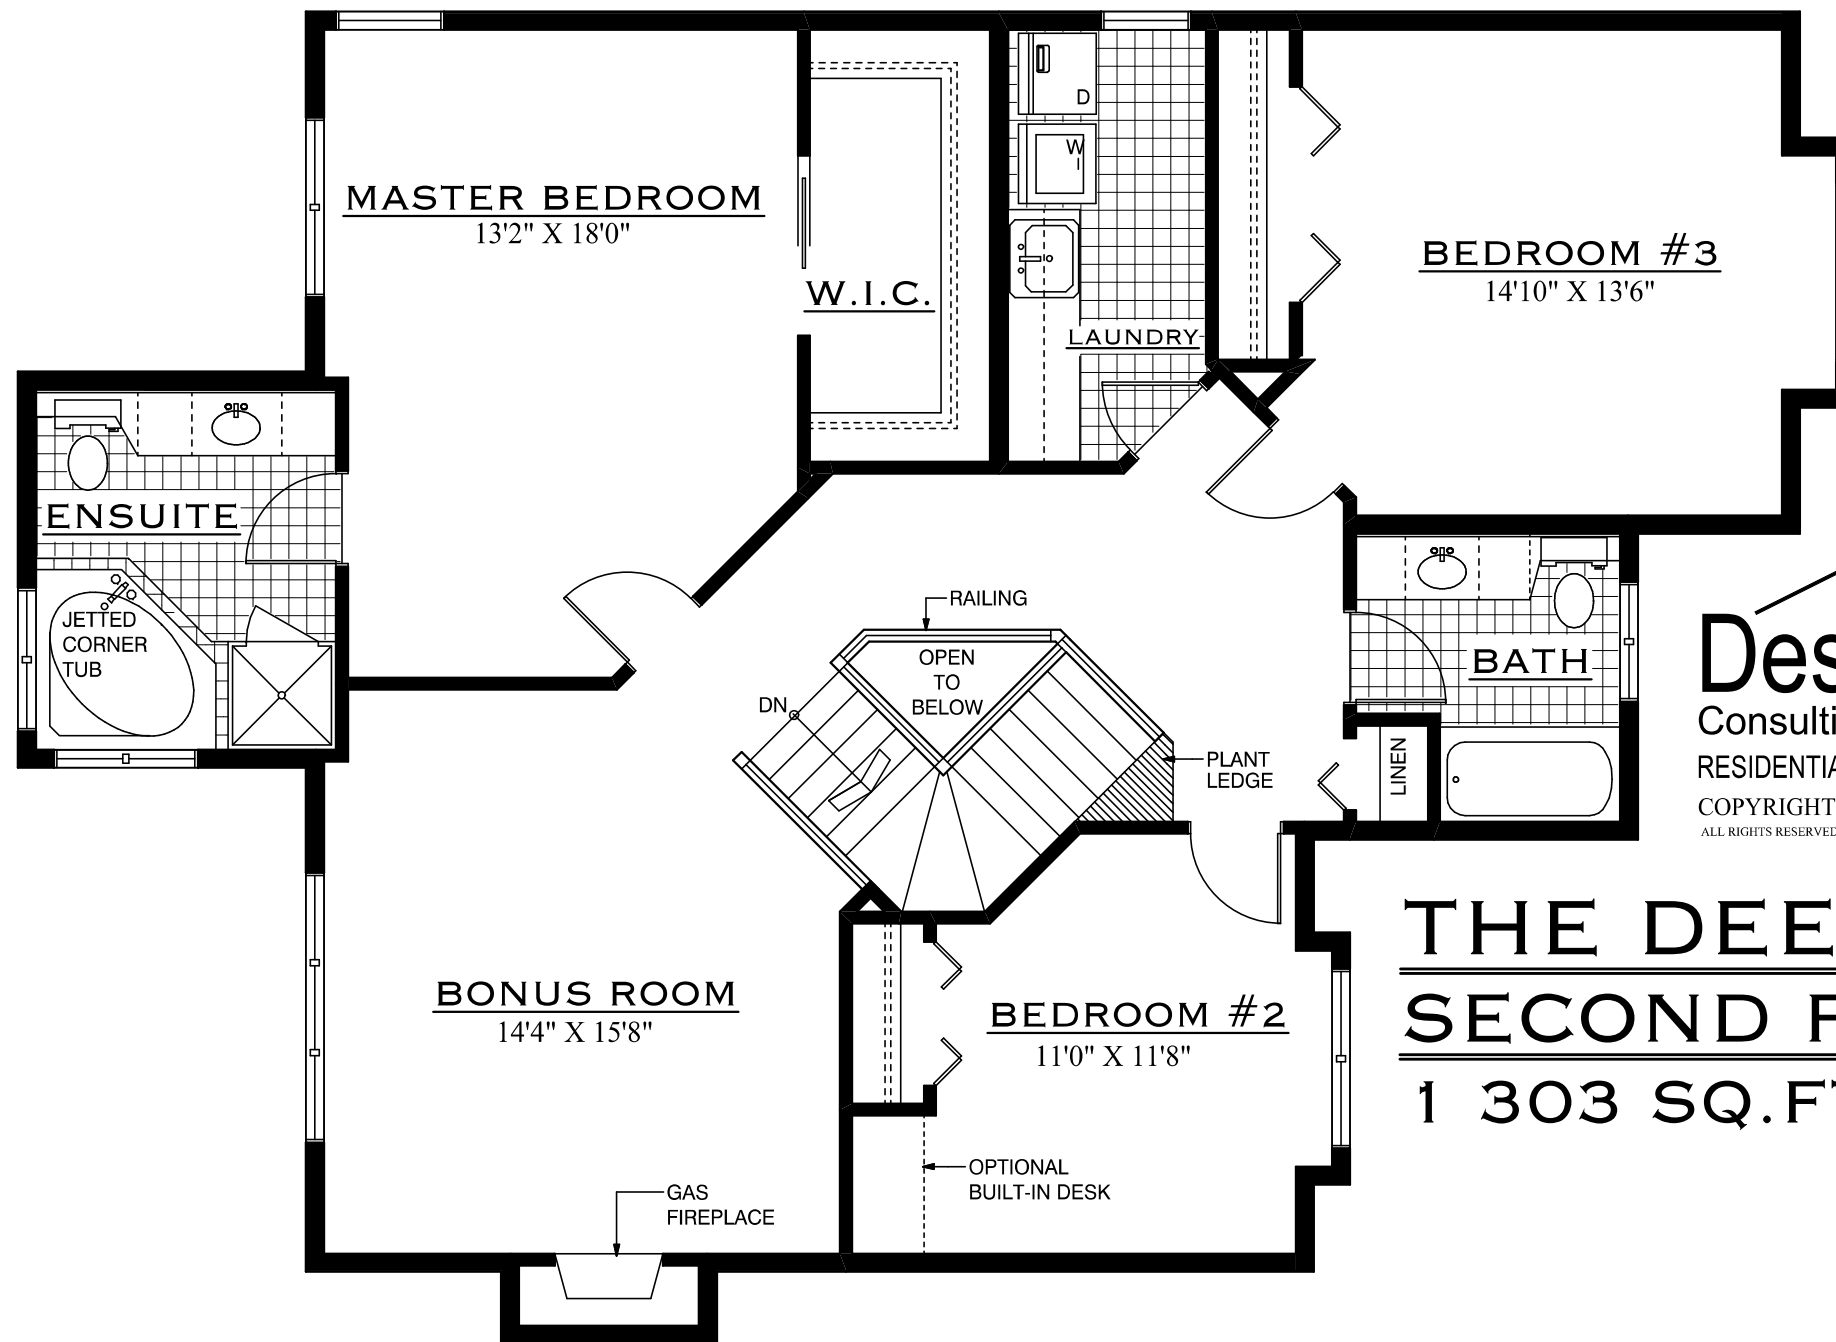 MASTER BEDROOM
13'2" X 18'0"
W.I.C.
D
W
LAUNDRY
BEDROOM #3
14'10" X 13'6"
ENSUITE
JETTED
CORNER
TUB
RAILING
OPEN
TO
BELOW
DN
PLANT
LEDGE
BATH
LINEN
BONUS ROOM
14'4" X 15'8"
BEDROOM #2
11'0" X 11'8"
OPTIONAL
BUILT-IN DESK
GAS
FIREPLACE
Des
Consulti
RESIDENTIA
COPYRIGHT
ALL RIGHTS RESERVED
THE DEE
SECOND F
1 303 SQ.FT